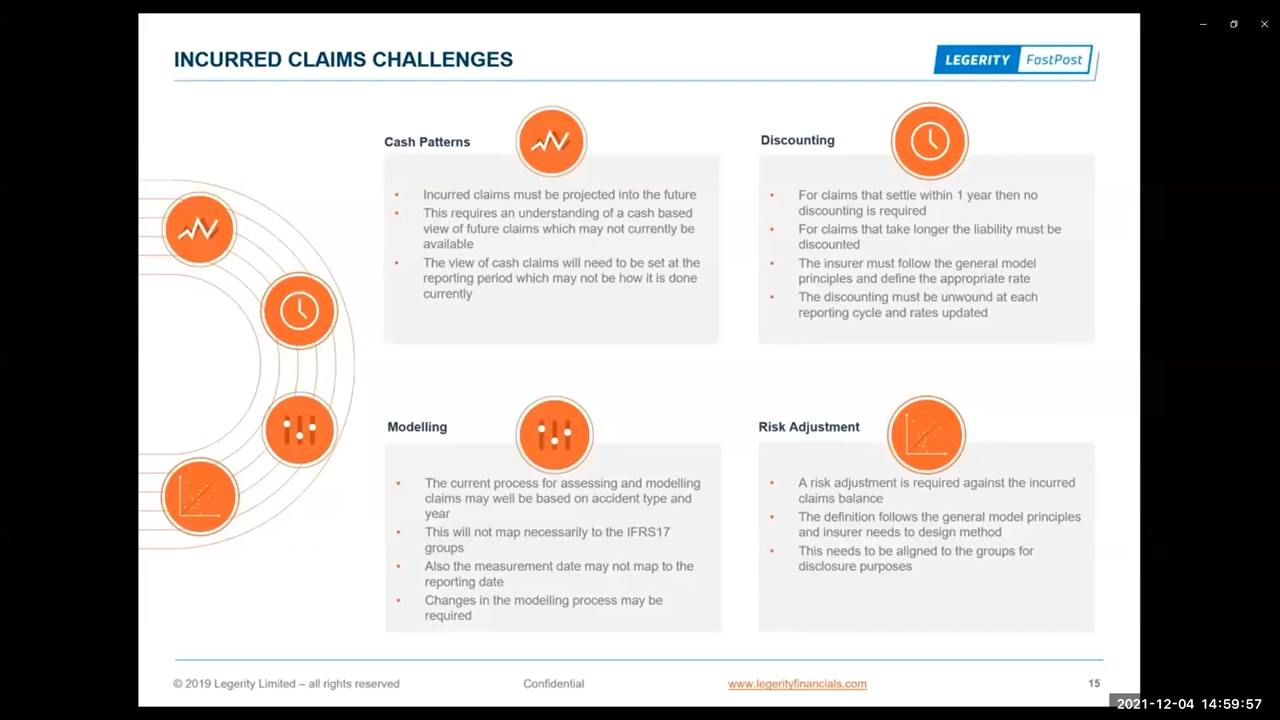 INCURRED CLAIMS CHALLENGES
LEGERITY FastPost
Cash Patterns
• Incurred claims must be projected into the future
• This requires an understanding of a cash based
view of future claims which may not currently be
available
• The view of cash claims will need to be set at the
reporting period which may not be how it is done
currently
Discounting
• For claims that settle within 1 year then no
discounting is required
• For claims that take longer the liability must be
discounted
• The insurer must follow the general model
principles and define the appropriate rate
• The discounting must be unwound at each
reporting cycle and rates updated
Modelling
• The current process for assessing and modelling
claims may well be based on accident type and
year
• This will not map necessarily to the IFRS17
groups
• Also the measurement date may not map to the
reporting date
• Changes in the modelling process may be
required
Risk Adjustment
• A risk adjustment is required against the incurred
claims balance
• The definition follows the general model principles
and insurer needs to design method
• This needs to be aligned to the groups for
disclosure purposes
© 2019 Legerity Limited – all rights reserved
Confidential
www.legerityfinancials.com
15
2021-12-04 14:59:57